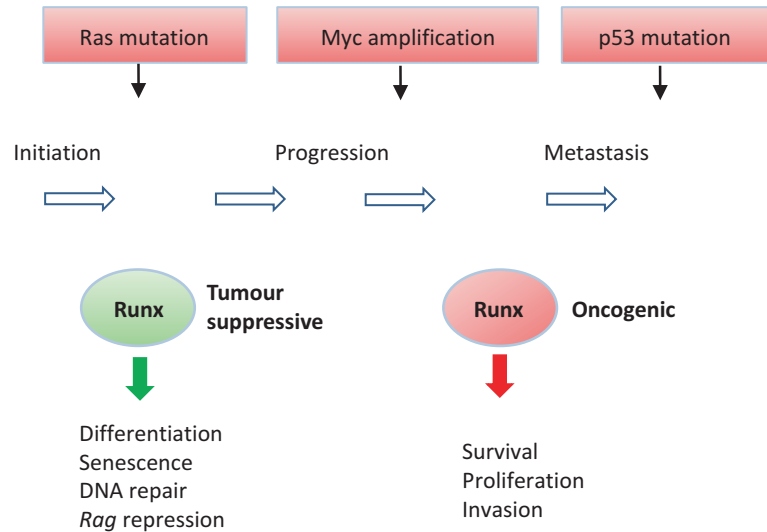 Ras mutation
Myc amplification
p53 mutation
Initiation
Progression
Metastasis
Runx
Tumour
suppressive
Runx
Oncogenic
Differentiation
Senescence
DNA repair
Rag repression
Survival
Proliferation
Invasion